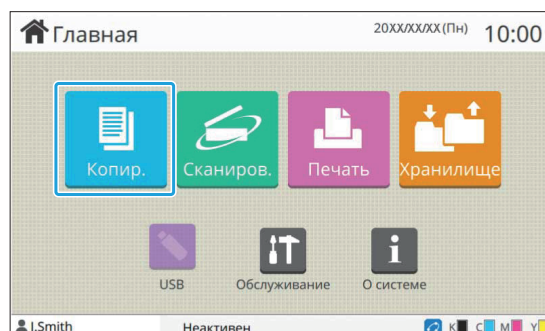 Главная
20XX/XX/XX (Пн) 10:00
Копир. Сканиров. Печать Хранилище
USB Обслуживание О системе
I.Smith Неактивен K C M Y